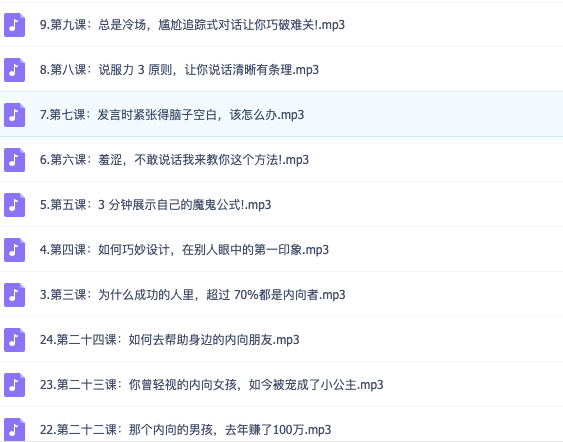 9.第九课：总是冷场，尴尬追踪式对话让你巧破难关!.mp3
8.第八课：说服力 3 原则，让你说话清晰有条理.mp3
7.第七课：发言时紧张得脑子空白，该怎么办.mp3
6.第六课：羞涩，不敢说话我来教你这个方法!.mp3
5.第五课：3 分钟展示自己的魔鬼公式!.mp3
4.第四课：如何巧妙设计，在别人眼中的第一印象.mp3
3.第三课：为什么成功的人里，超过 70%都是内向者.mp3
24.第二十四课：如何去帮助身边的内向朋友.mp3
23.第二十三课：你曾轻视的内向女孩，如今被宠成了小公主.mp3
22.第二十二课：那个内向的男孩，去年赚了100万.mp3